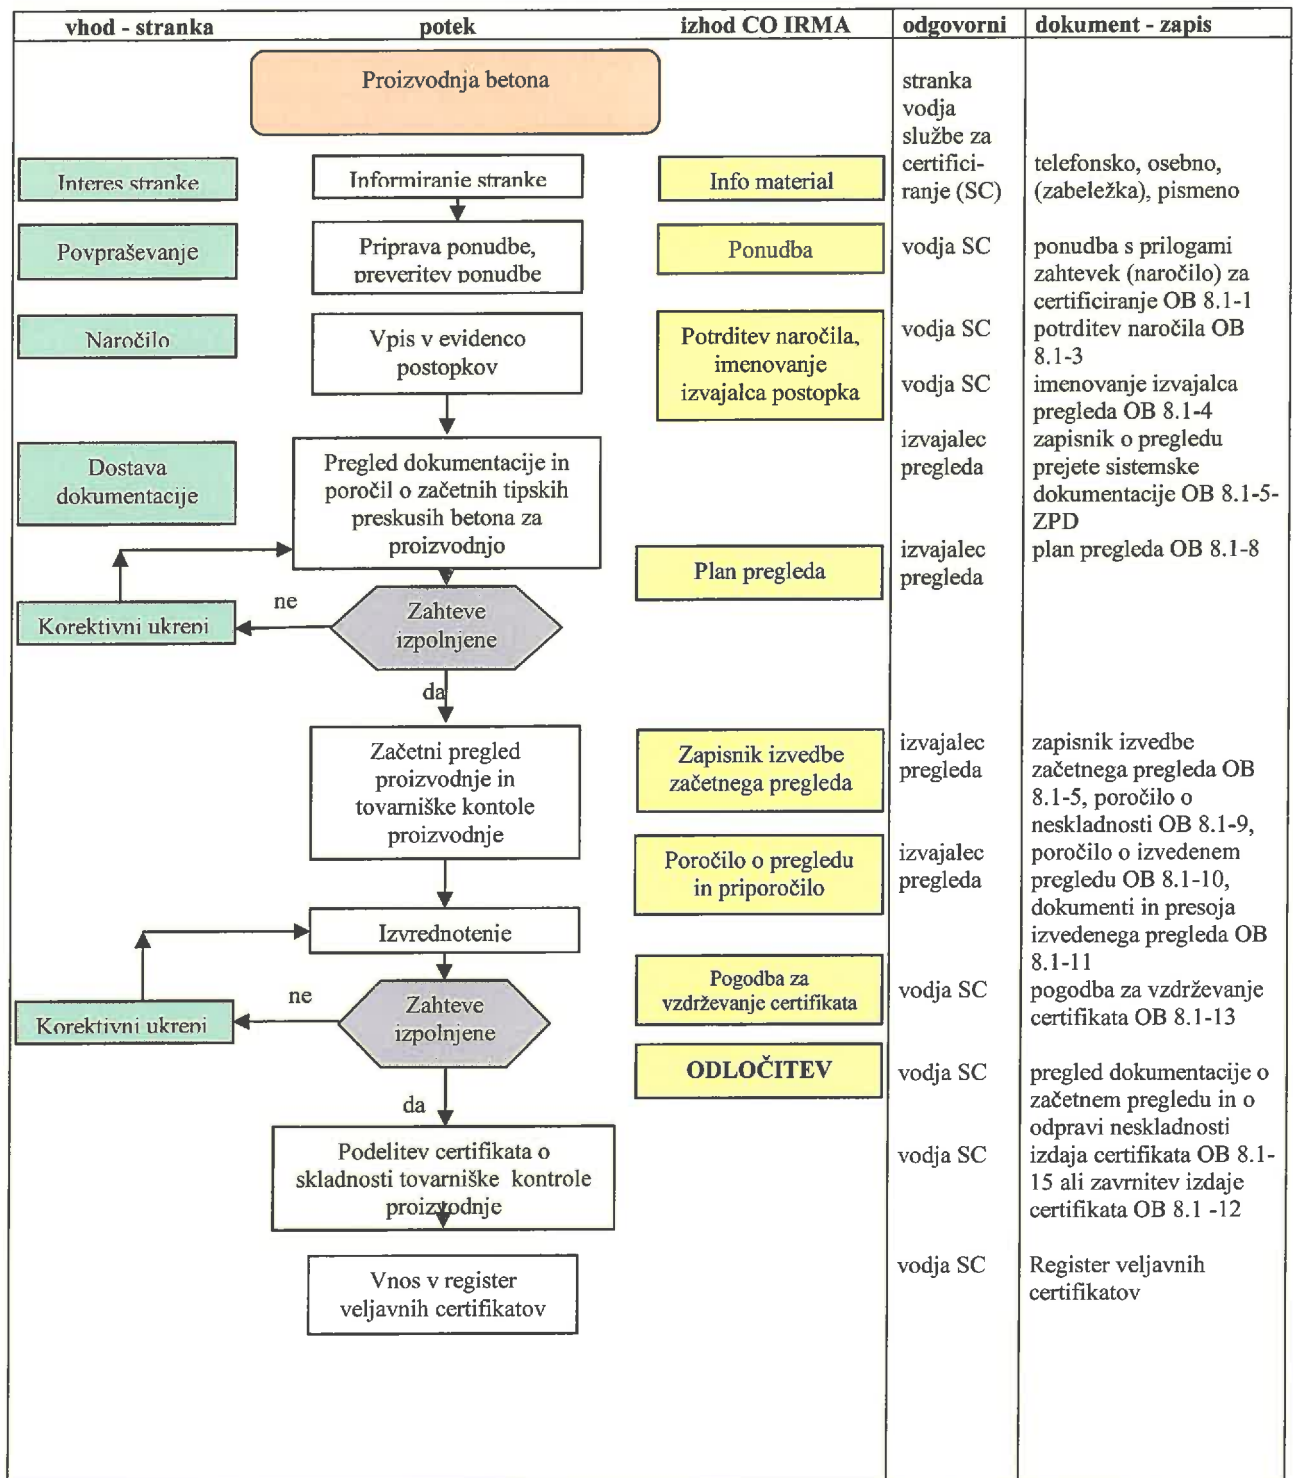 vhod - stranka
potek
izhod CO IRMA
odgovorni
dokument - zapis
Proizvodnja betona
stranka
vodja
službe za
certifici-
ranje (SC)
Interes stranke
Informiranje stranke
Info material
telefonsko, osebno,
(zabeležka), pismeno
Povpraševanje
Priprava ponudbe,
preveritev ponudbe
Ponudba
vodja SC
ponudba s prilogami
zahtevek (naročilo) za
certificiranje OB 8.1-1
Naročilo
Vpis v evidenco
postopkov
Potrditev naročila,
imenovanje
izvajalca postopka
vodja SC
potrditev naročila OB
8.1-3
vodja SC
imenovanje izvajalca
pregleda OB 8.1-4
Dostava
dokumentacije
Pregled dokumentacije in
poročil o začetnih tipskih
preskusih betona za
proizvodnjo
izvajalec
pregleda
zapisnik o pregledu
prejete sistemske
dokumentacije OB 8.1-5-
ZPD
Plan pregleda
izvajalec
pregleda
plan pregleda OB 8.1-8
Korektivni ukreni
ne
Zahteve
izpolnjene
da
Začetni pregled
proizvodnje in
tovarniške kontole
proizvodnje
Zapisnik izvedbe
začetnega pregleda
izvajalec
pregleda
zapisnik izvedbe
začetnega pregleda OB
8.1-5, poročilo o
neskladnosti OB 8.1-9,
Poročilo o pregledu
in priporočilo
izvajalec
pregleda
poročilo o izvedenem
pregledu OB 8.1-10,
dokumenti in presoja
izvedenega pregleda OB
8.1-11
Izvrednotenje
Pogodba za
vzdrževanje certifikata
vodja SC
pogodba za vzdrževanje
certifikata OB 8.1-13
Korektivni ukreni
ne
Zahteve
izpolnjene
da
ODLOČITEV
vodja SC
pregled dokumentacije o
začetnem pregledu in o
odpravi neskladnosti
Podelitev certifikata o
skladnosti tovarniške kontrole
proizvodnje
vodja SC
izdaja certifikata OB 8.1-
15 ali zavrnitev izdaje
certifikata OB 8.1 -12
Vnos v register
veljavnih certifikatov
vodja SC
Register veljavnih
certifikatov